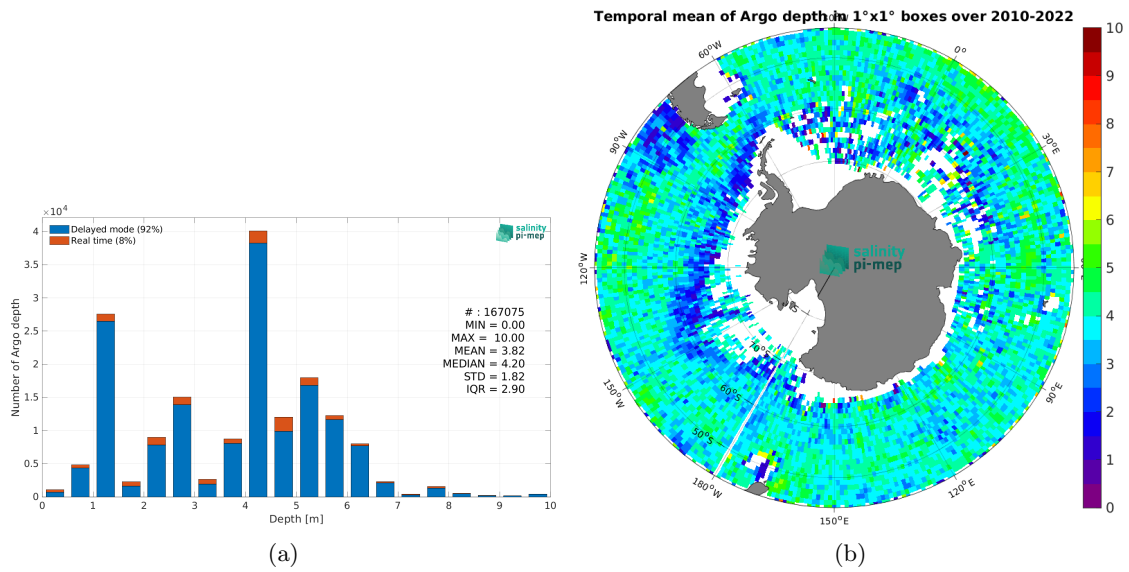 ×10⁴
Delayed mode (92%)
Real time (8%)
salinity
pi-mep
4
3.5
3
2.5
2
1.5
1
0.5
0
Number of Argo depth
# : 167075
MIN = 0.00
MAX = 10.00
MEAN = 3.82
MEDIAN = 4.20
STD = 1.82
IQR = 2.90
0 1 2 3 4 5 6 7 8 9 10
Depth [m]
(a)
Temporal mean of Argo depth in 1°x1° boxes over 2010-2022
60°W
0°
90°W
30°E
120°W
150°W
90°E
180°W
120°E
150°E
70°S
60°S
50°S
salinity
pi-mep
10
9
8
7
6
5
4
3
2
1
0
(b)